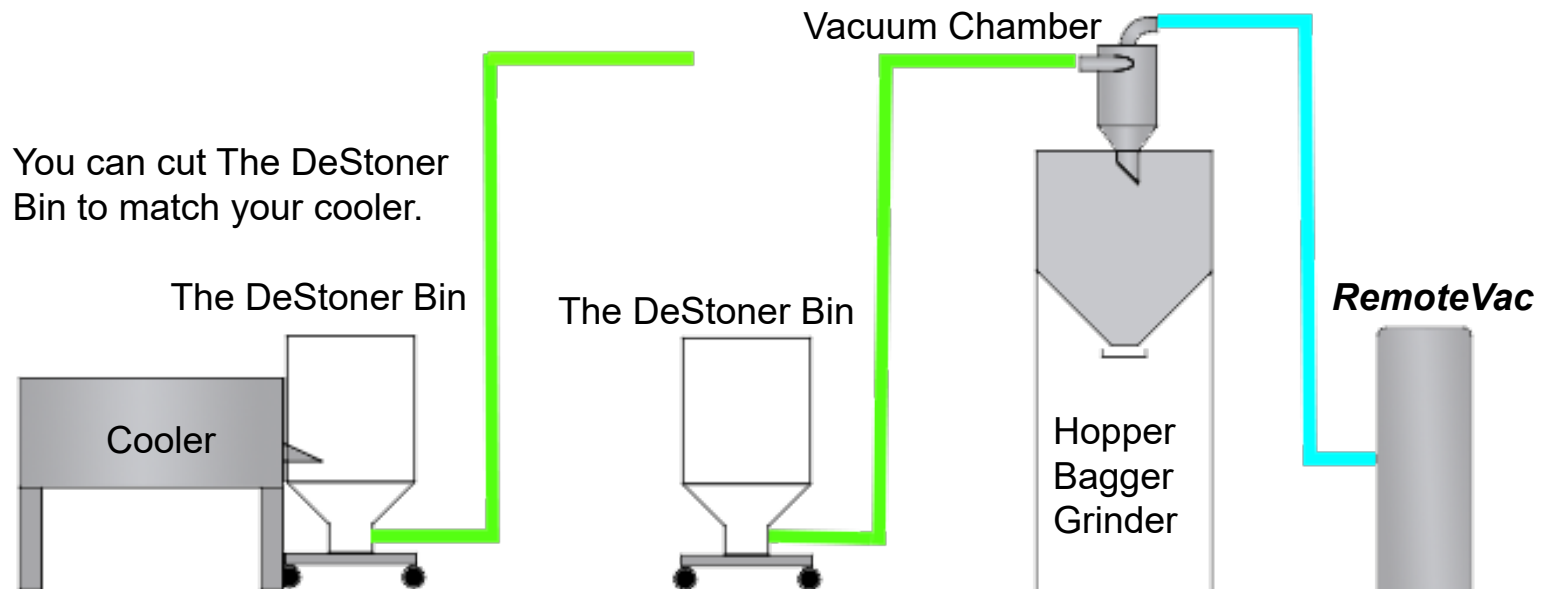 Vacuum Chamber
You can cut The DeStoner
Bin to match your cooler.
The DeStoner Bin
The DeStoner Bin
RemoteVac
Cooler
Hopper
Bagger
Grinder